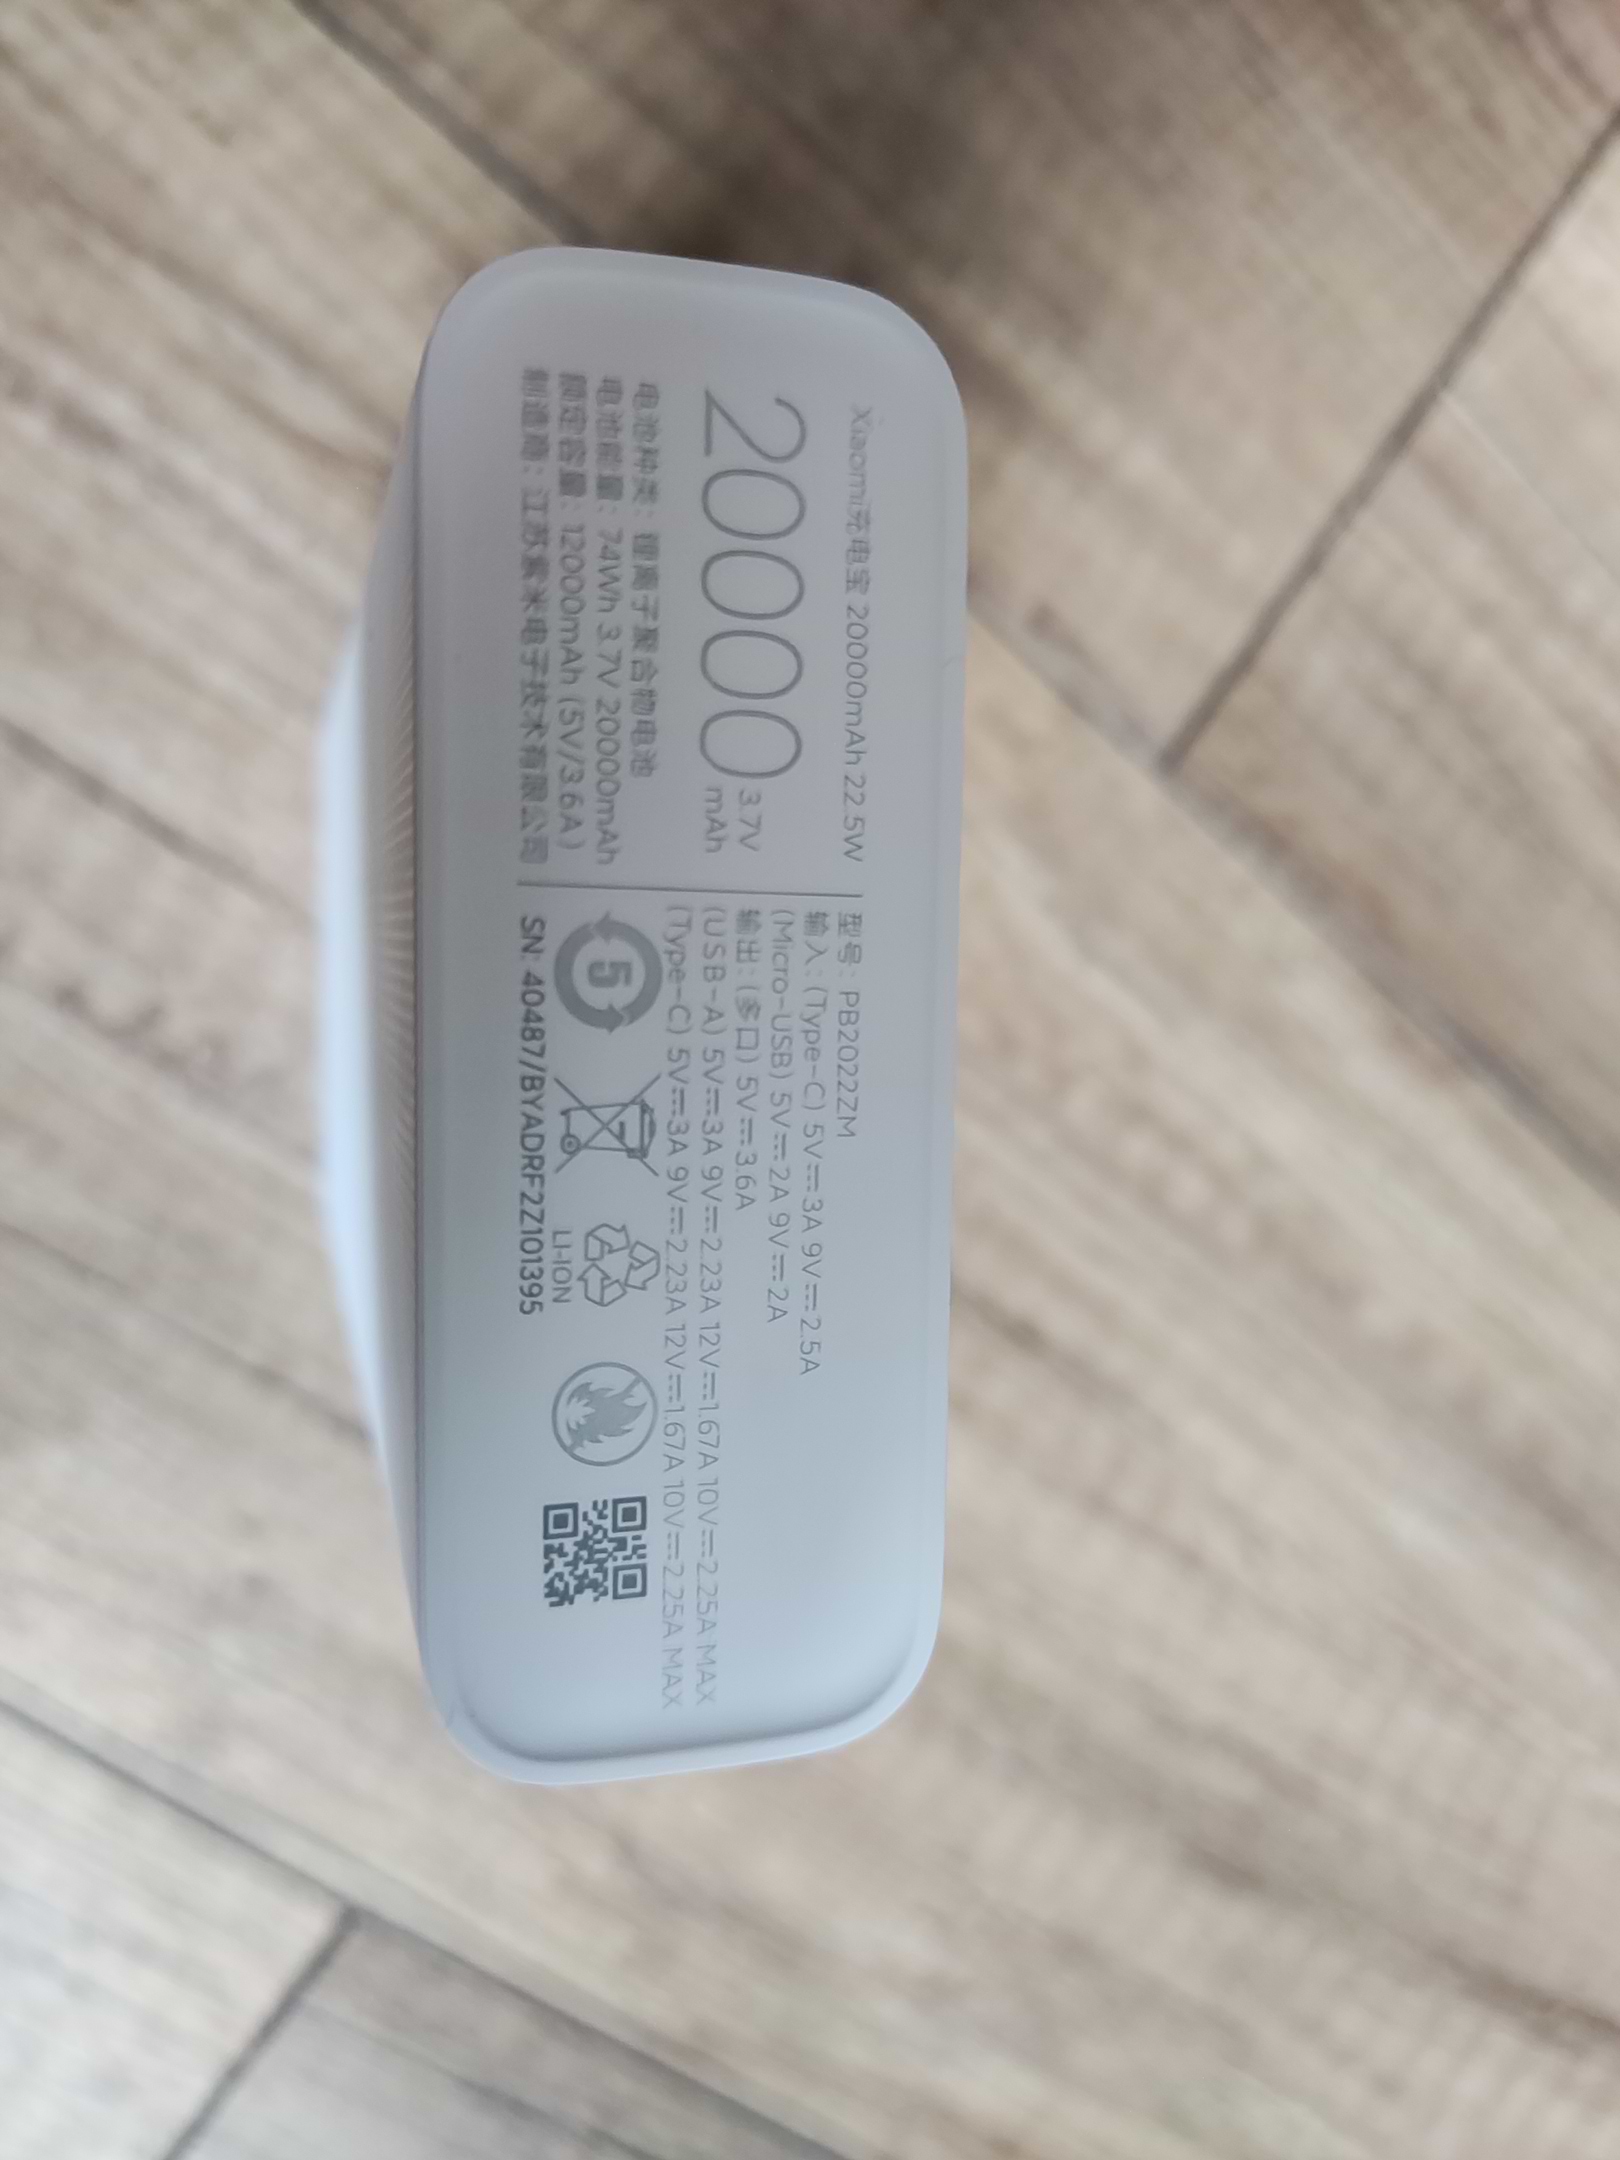 Xiaomi充电宝 20000mAh 22.5W
20000 3.7V mAh
电池种类：锂离子聚合物电池
电池能量：74Wh 3.7V 20000mAh
额定容量：12000mAh (5V/3.6A)
制造商：江苏紫米电子技术有限公司
型号：PB2022ZM
输入：(Type-C) 5V⎓3A 9V⎓2.5A
(Micro-USB) 5V⎓2A 9V⎓2A
输出：(多口) 5V⎓3.6A
(USB-A) 5V⎓3A 9V⎓2.23A 12V⎓1.67A 10V⎓2.25A MAX
(Type-C) 5V⎓3A 9V⎓2.23A 12V⎓1.67A 10V⎓2.25A MAX
5
LI-ION
SN: 40487/BYADRF2Z101395